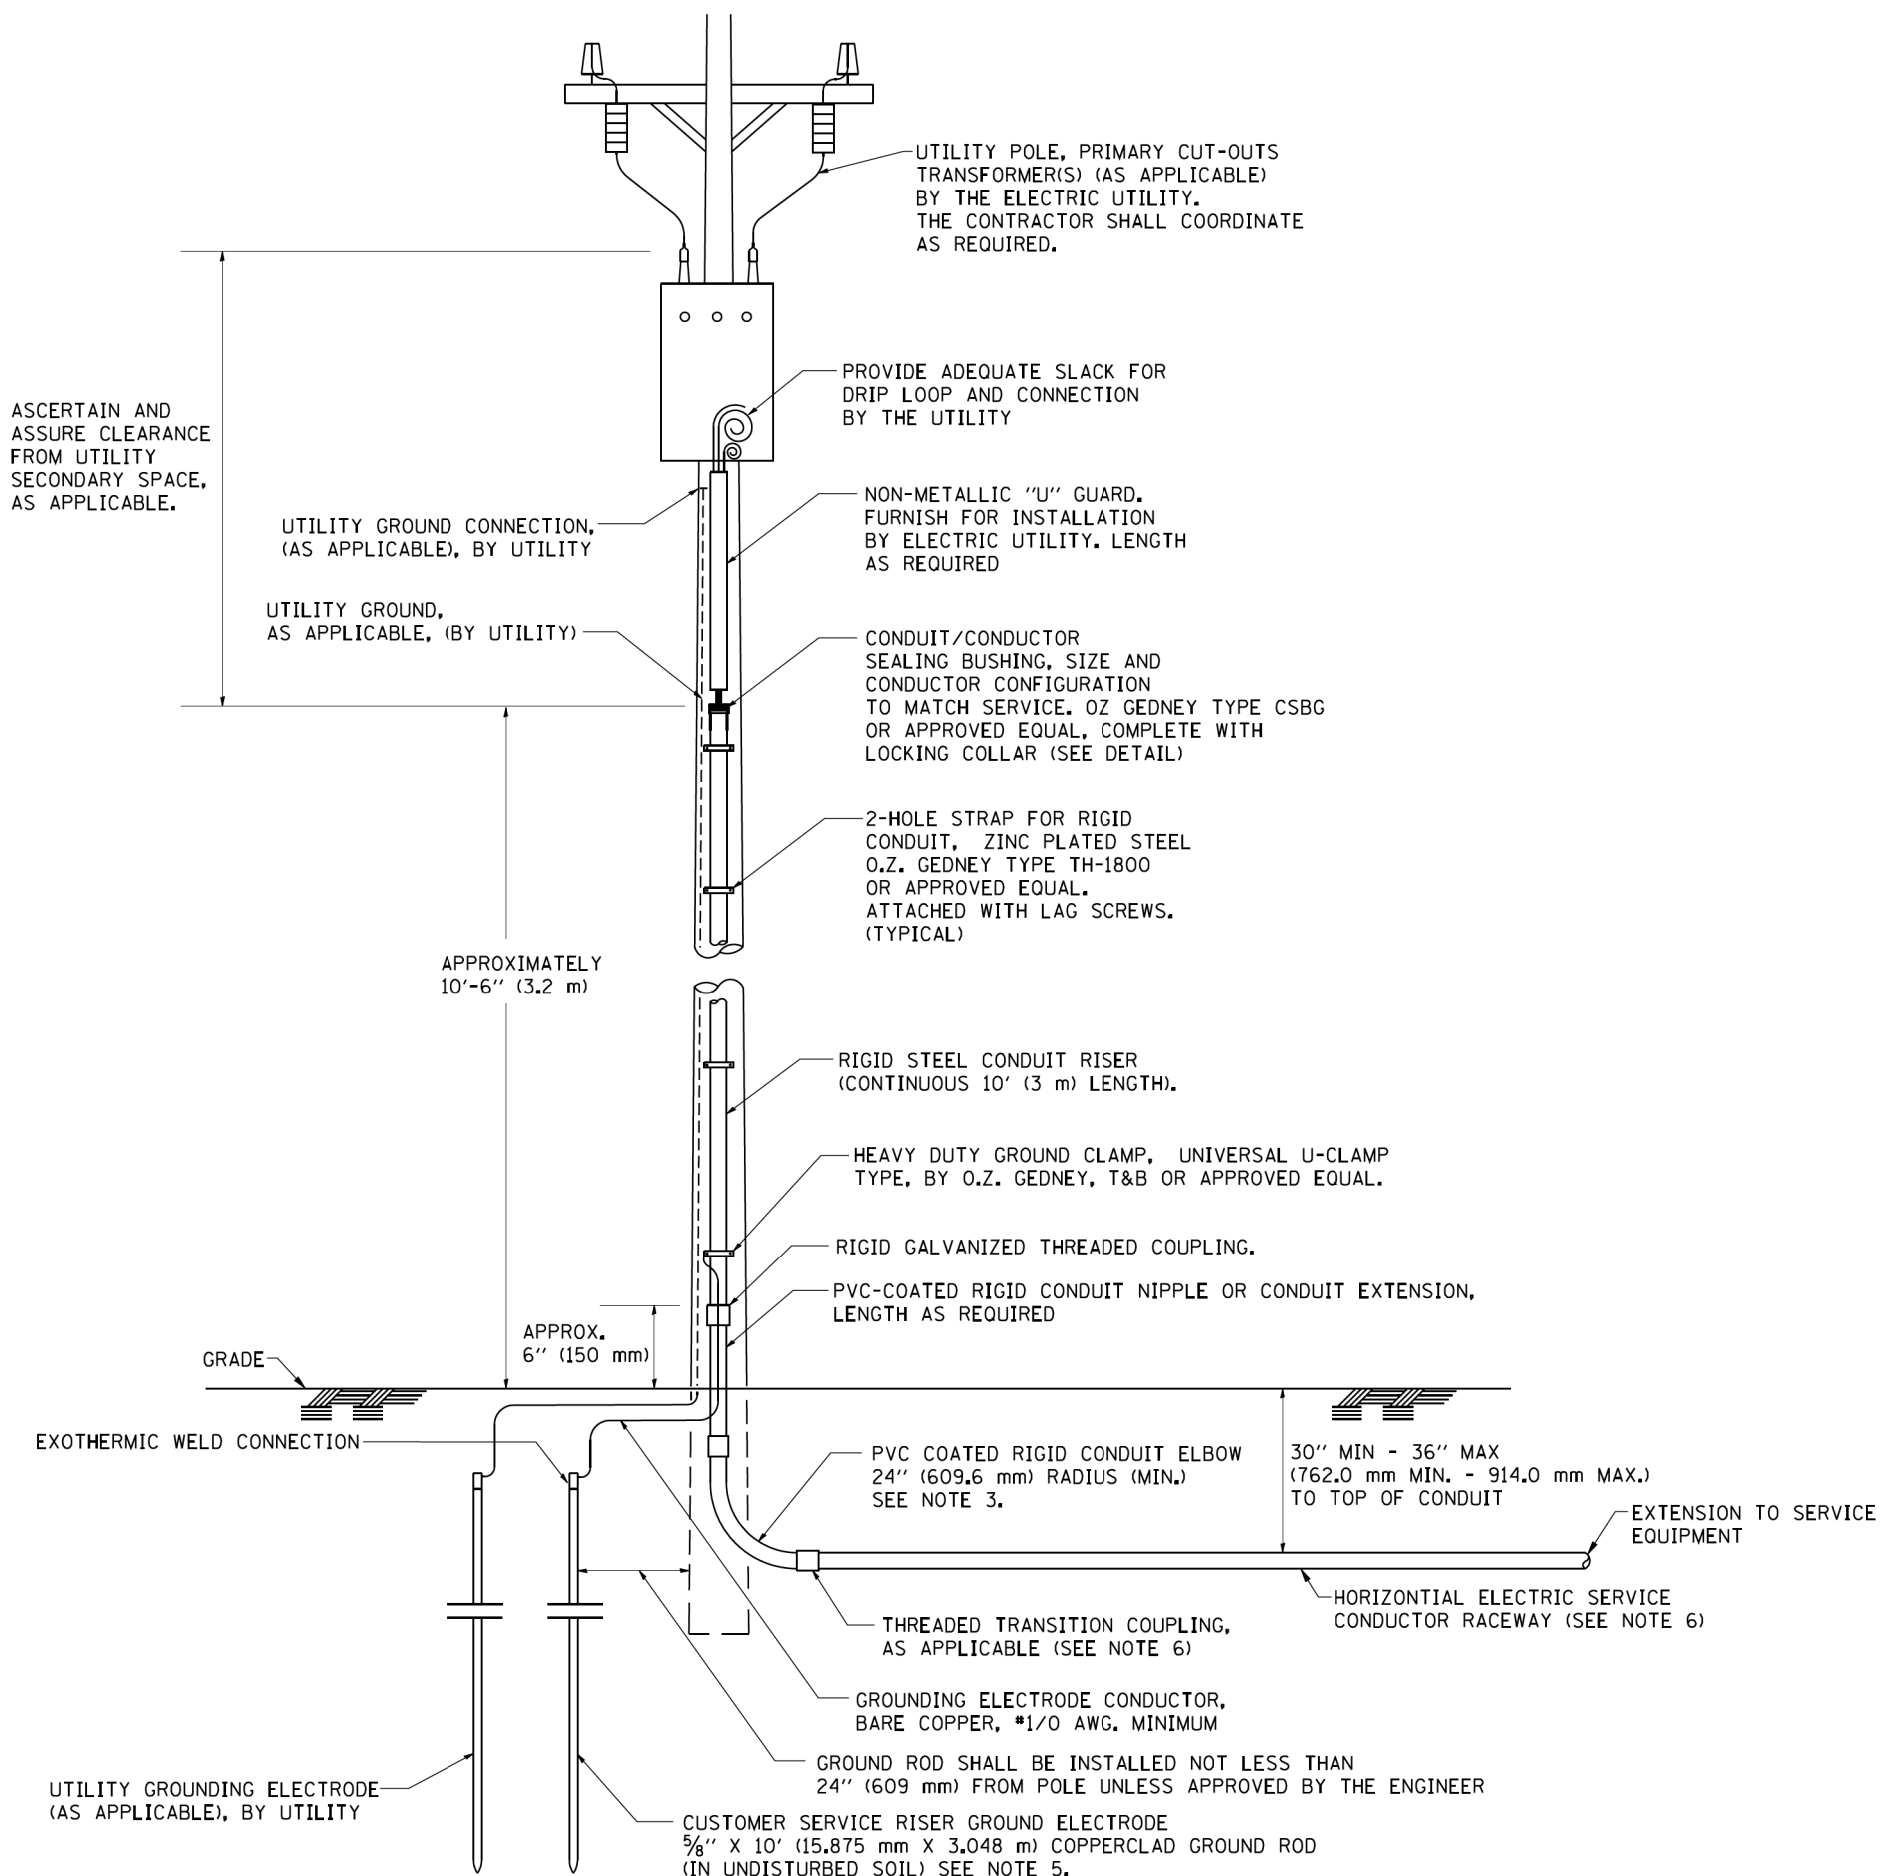 UTILITY POLE, PRIMARY CUT-OUTS
TRANSFORMER(S) (AS APPLICABLE)
BY THE ELECTRIC UTILITY.
THE CONTRACTOR SHALL COORDINATE
AS REQUIRED.
PROVIDE ADEQUATE SLACK FOR
DRIP LOOP AND CONNECTION
BY THE UTILITY
ASCERTAIN AND
ASSURE CLEARANCE
FROM UTILITY
SECONDARY SPACE,
AS APPLICABLE.
NON-METALLIC "U" GUARD.
FURNISH FOR INSTALLATION
BY ELECTRIC UTILITY. LENGTH
AS REQUIRED
UTILITY GROUND CONNECTION,
(AS APPLICABLE), BY UTILITY
UTILITY GROUND,
AS APPLICABLE, (BY UTILITY)
CONDUIT/CONDUCTOR
SEALING BUSHING, SIZE AND
CONDUCTOR CONFIGURATION
TO MATCH SERVICE. OZ GEDNEY TYPE CSBG
OR APPROVED EQUAL, COMPLETE WITH
LOCKING COLLAR (SEE DETAIL)
2-HOLE STRAP FOR RIGID
CONDUIT, ZINC PLATED STEEL
O.Z. GEDNEY TYPE TH-1800
OR APPROVED EQUAL.
ATTACHED WITH LAG SCREWS.
(TYPICAL)
APPROXIMATELY
10'-6" (3.2 m)
RIGID STEEL CONDUIT RISER
(CONTINUOUS 10' (3 m) LENGTH).
HEAVY DUTY GROUND CLAMP, UNIVERSAL U-CLAMP
TYPE, BY O.Z. GEDNEY, T&B OR APPROVED EQUAL.
RIGID GALVANIZED THREADED COUPLING.
PVC-COATED RIGID CONDUIT NIPPLE OR CONDUIT EXTENSION,
LENGTH AS REQUIRED
APPROX.
6" (150 mm)
GRADE
EXOTHERMIC WELD CONNECTION
PVC COATED RIGID CONDUIT ELBOW
24" (609.6 mm) RADIUS (MIN.)
SEE NOTE 3.
30" MIN - 36" MAX
(762.0 mm MIN. - 914.0 mm MAX.)
TO TOP OF CONDUIT
EXTENSION TO SERVICE
EQUIPMENT
HORIZONTIAL ELECTRIC SERVICE
CONDUCTOR RACEWAY (SEE NOTE 6)
THREADED TRANSITION COUPLING,
AS APPLICABLE (SEE NOTE 6)
GROUNDING ELECTRODE CONDUCTOR,
BARE COPPER, #1/0 AWG. MINIMUM
GROUND ROD SHALL BE INSTALLED NOT LESS THAN
24" (609 mm) FROM POLE UNLESS APPROVED BY THE ENGINEER
UTILITY GROUNDING ELECTRODE
(AS APPLICABLE), BY UTILITY
CUSTOMER SERVICE RISER GROUND ELECTRODE
5/8" X 10' (15.875 mm X 3.048 m) COPPERCLAD GROUND ROD
(IN UNDISTURBED SOIL) SEE NOTE 5.